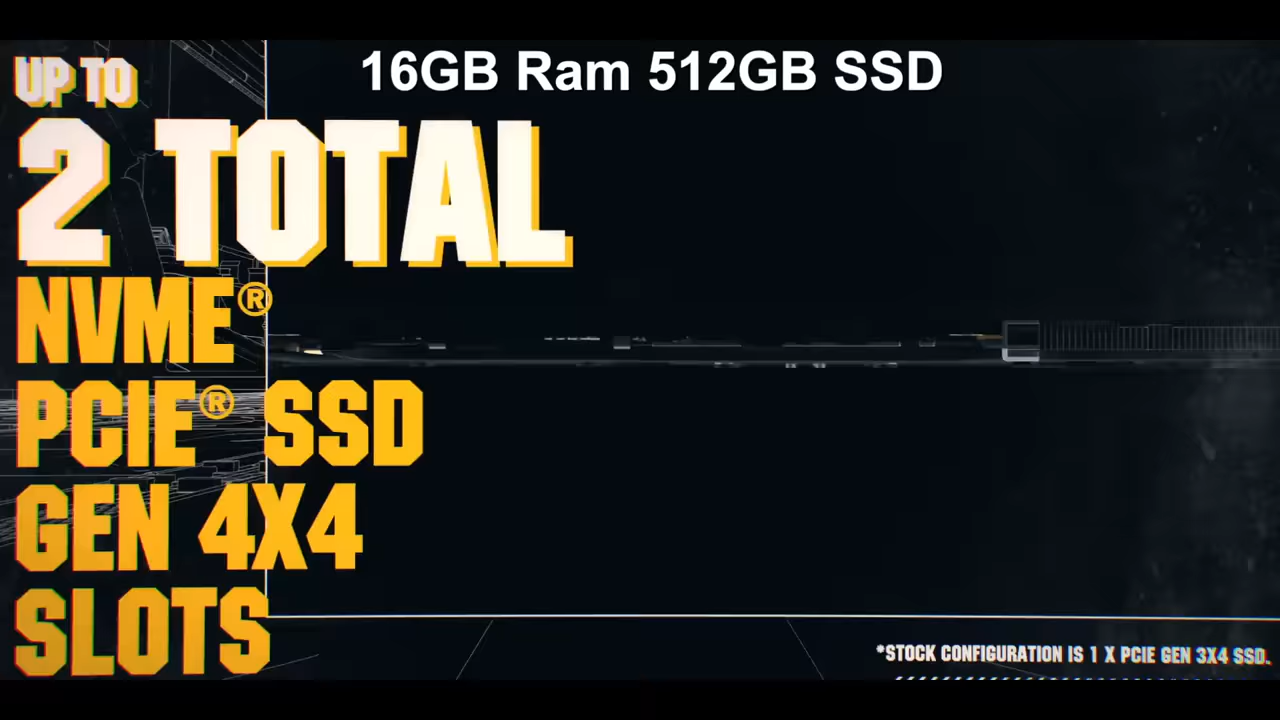 16GB Ram 512GB SSD
UP TO
2 TOTAL
NVME®
PCIE® SSD
GEN 4X4
SLOTS
*STOCK CONFIGURATION IS 1 X PCIE GEN 3X4 SSD.